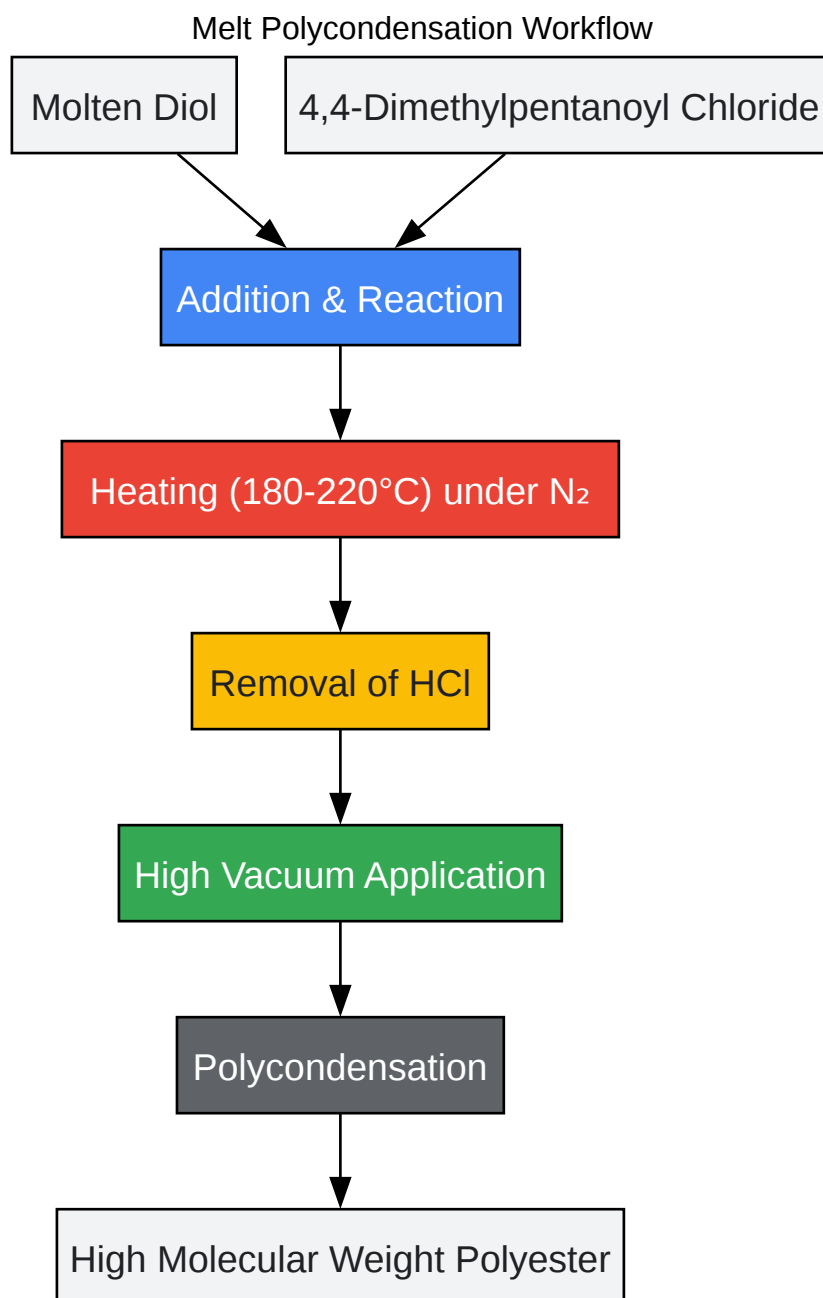 Melt Polycondensation Workflow
Molten Diol
4,4-Dimethylpentanoyl Chloride
Addition & Reaction
Heating (180-220°C) under N₂
Removal of HCl
High Vacuum Application
Polycondensation
High Molecular Weight Polyester